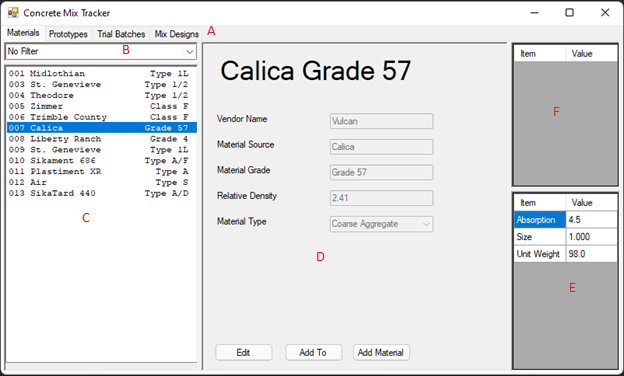 Concrete Mix Tracker
Materials Prototypes Trial Batches Mix Designs A
No Filter B
001 Midlothian Type 1L
003 St. Genevieve Type 1/2
004 Theodore Type 1/2
005 Zimmer Class F
006 Trimble County Class F
007 Calica Grade 57
008 Liberty Ranch Grade 4
009 St. Genevieve Type 1L
010 Sikament 686 Type A/F
011 Plastiment XR Type A
012 Air Type S
013 SikaTard 440 Type A/D
C
Calica Grade 57
Vendor Name Vulcan
Material Source Calica
Material Grade Grade 57
Relative Density 2.41
Material Type Coarse Aggregate
D
Edit Add To Add Material
Item Value
F
Item Value
Absorption 4.5
Size 1.000
Unit Weight 98.0
E